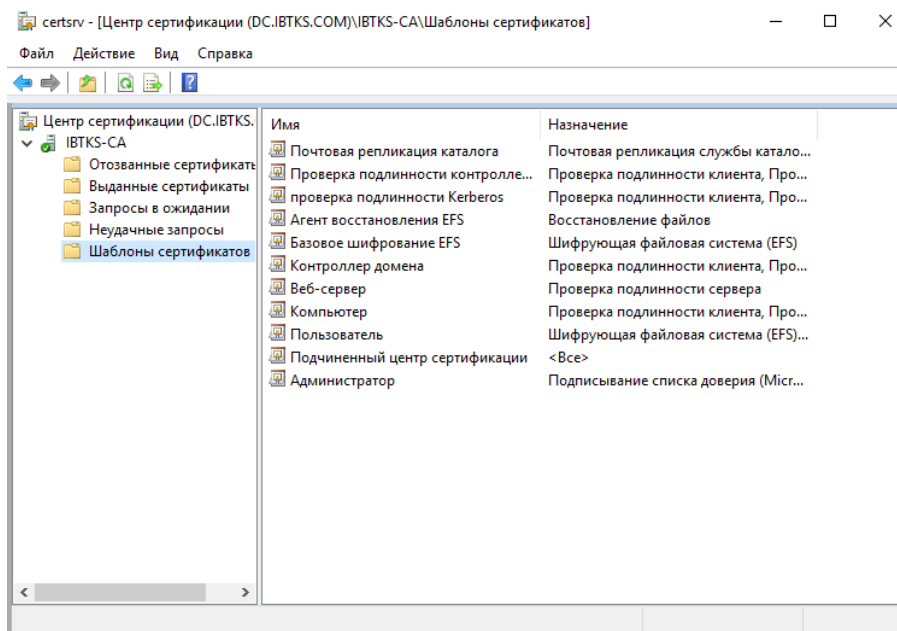 certsrv - [Центр сертификации (DC.IBTKS.COM)\IBTKS-CA\Шаблоны сертификатов]
Файл Действие Вид Справка
Центр сертификации (DC.IBTKS.
IBTKS-CA
Отозванные сертификать
Выданные сертификаты
Запросы в ожидании
Неудачные запросы
Шаблоны сертификатов
Имя Назначение
Почтовая репликация каталога Почтовая репликация службы катало...
Проверка подлинности контролле... Проверка подлинности клиента, Про...
проверка подлинности Kerberos Проверка подлинности клиента, Про...
Агент восстановления EFS Восстановление файлов
Базовое шифрование EFS Шифрующая файловая система (EFS)
Контроллер домена Проверка подлинности клиента, Про...
Веб-сервер Проверка подлинности сервера
Компьютер Проверка подлинности клиента, Про...
Пользователь Шифрующая файловая система (EFS)...
Подчиненный центр сертификации <Все>
Администратор Подписывание списка доверия (Micr...